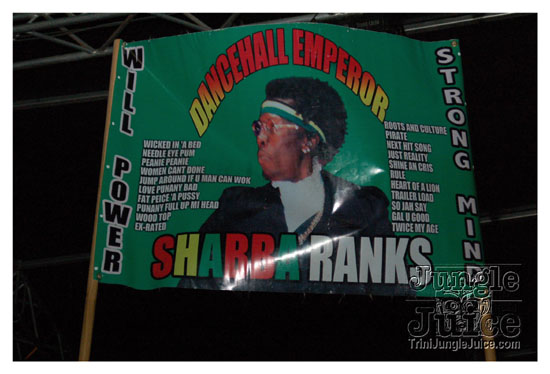 DANCEHALL EMPEROR
WILL POWER
STRONG MIND
WICKED IN 'A BED
NEEDLE EYE PUM
PEANIE PEANIE
WOMEN CANT DONE
JUMP AROUND IF U MAN CAN WOK
LOVE PUNANY BAD
FAT PEICE 'A PUSSY
PUNANY FULL UP MI HEAD
WOOD TOP
EX-RATED
ROOTS AND CULTURE
PIRATE
NEXT HIT SONG
JUST REALITY
SHINE AN CRIS
RULE
HEART OF A LION
TRAILER LOAD
SO JAH SAY
GAL U GOOD
TWICE MY AGE
SHABBA RANKS
Jungle
Juice
TriniJungleJuice.com